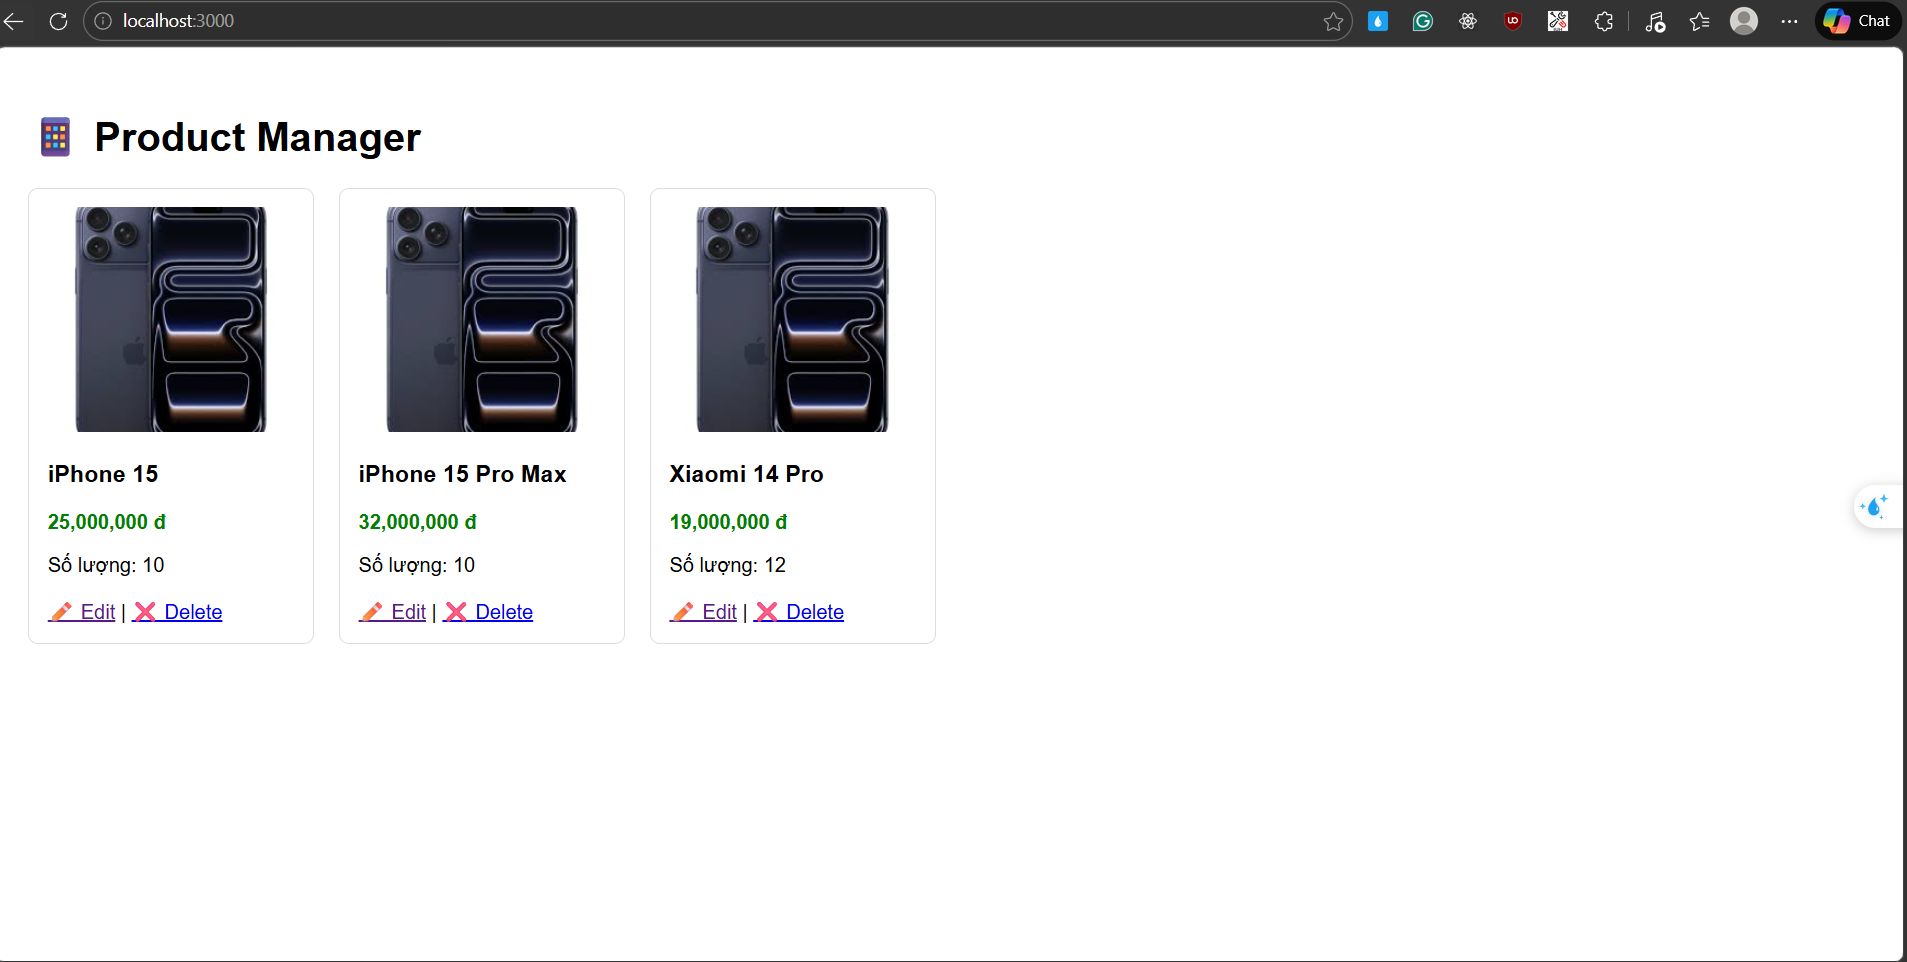 localhost:3000
Chat
📱 Product Manager
iPhone 15
25,000,000 đ
Số lượng: 10
✏️ Edit | ❌ Delete
iPhone 15 Pro Max
32,000,000 đ
Số lượng: 10
✏️ Edit | ❌ Delete
Xiaomi 14 Pro
19,000,000 đ
Số lượng: 12
✏️ Edit | ❌ Delete